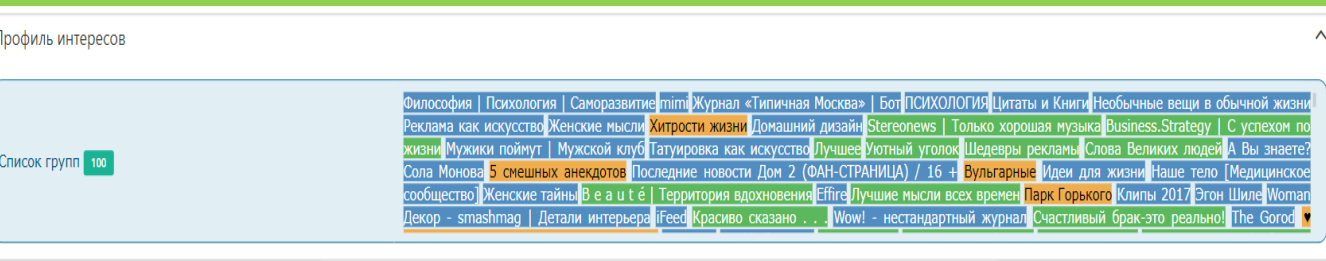 Профиль интересов
Список групп 100
Философия | Психология | Саморазвитие mimi Журнал «Типичная Москва» | Бот ПСИХОЛОГИЯ Цитаты и Книги Необычные вещи в обычной жизни
Реклама как искусство Женские мысли Хитрости жизни Домашний дизайн Stereonews | Только хорошая музыка Business.Strategy | С успехом по
жизни Мужики поймут | Мужской клуб Татуировка как искусство Лучшее Уютный уголок Шедевры рекламы Слова Великих людей А Вы знаете?
Сола Монова 5 смешных анекдотов Последние новости Дом 2 (ФАН-СТРАНИЦА) / 16 + Вульгарные Идеи для жизни Наше тело [Медицинское
сообщество] Женские тайны B e a u t é | Территория вдохновения Effire Лучшие мысли всех времен Парк Горького Клипы 2017 Эгон Шиле Woman
Декор - smashmag | Детали интерьера iFeed Красиво сказано . . . Wow! - нестандартный журнал Счастливый брак-это реально! The Gorod ♥